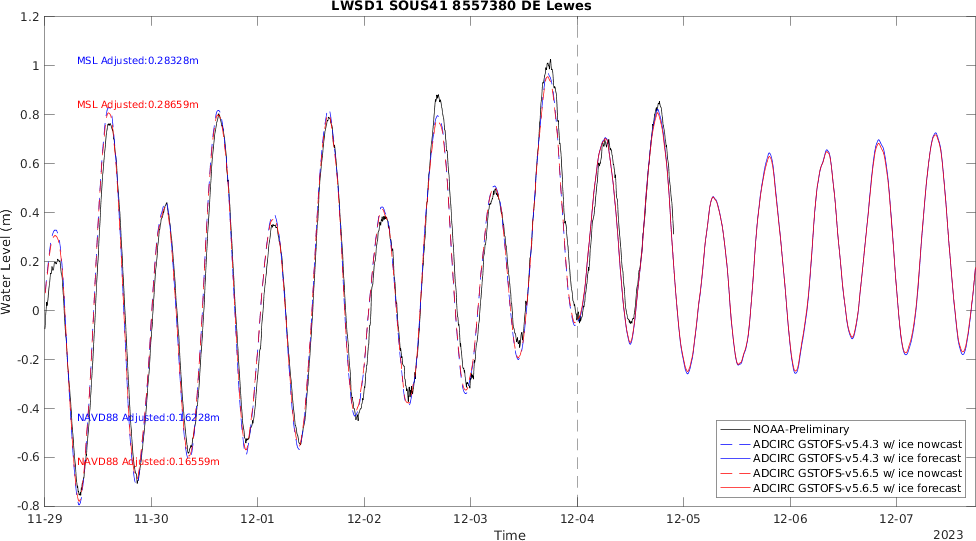 LWSD1 SOUS41 8557380 DE Lewes
1.2
1
0.8
0.6
0.4
0.2
0
-0.2
-0.4
-0.6
-0.8
Water Level (m)
MSL Adjusted:0.28328m
MSL Adjusted:0.28659m
NAVD88 Adjusted:0.16228m
NAVD88 Adjusted:0.16559m
NOAA-Preliminary
ADCIRC GSTOFS-v5.4.3 w/ ice nowcast
ADCIRC GSTOFS-v5.4.3 w/ ice forecast
ADCIRC GSTOFS-v5.6.5 w/ ice nowcast
ADCIRC GSTOFS-v5.6.5 w/ ice forecast
11-29 11-30 12-01 12-02 12-03 12-04 12-05 12-06 12-07
Time
2023